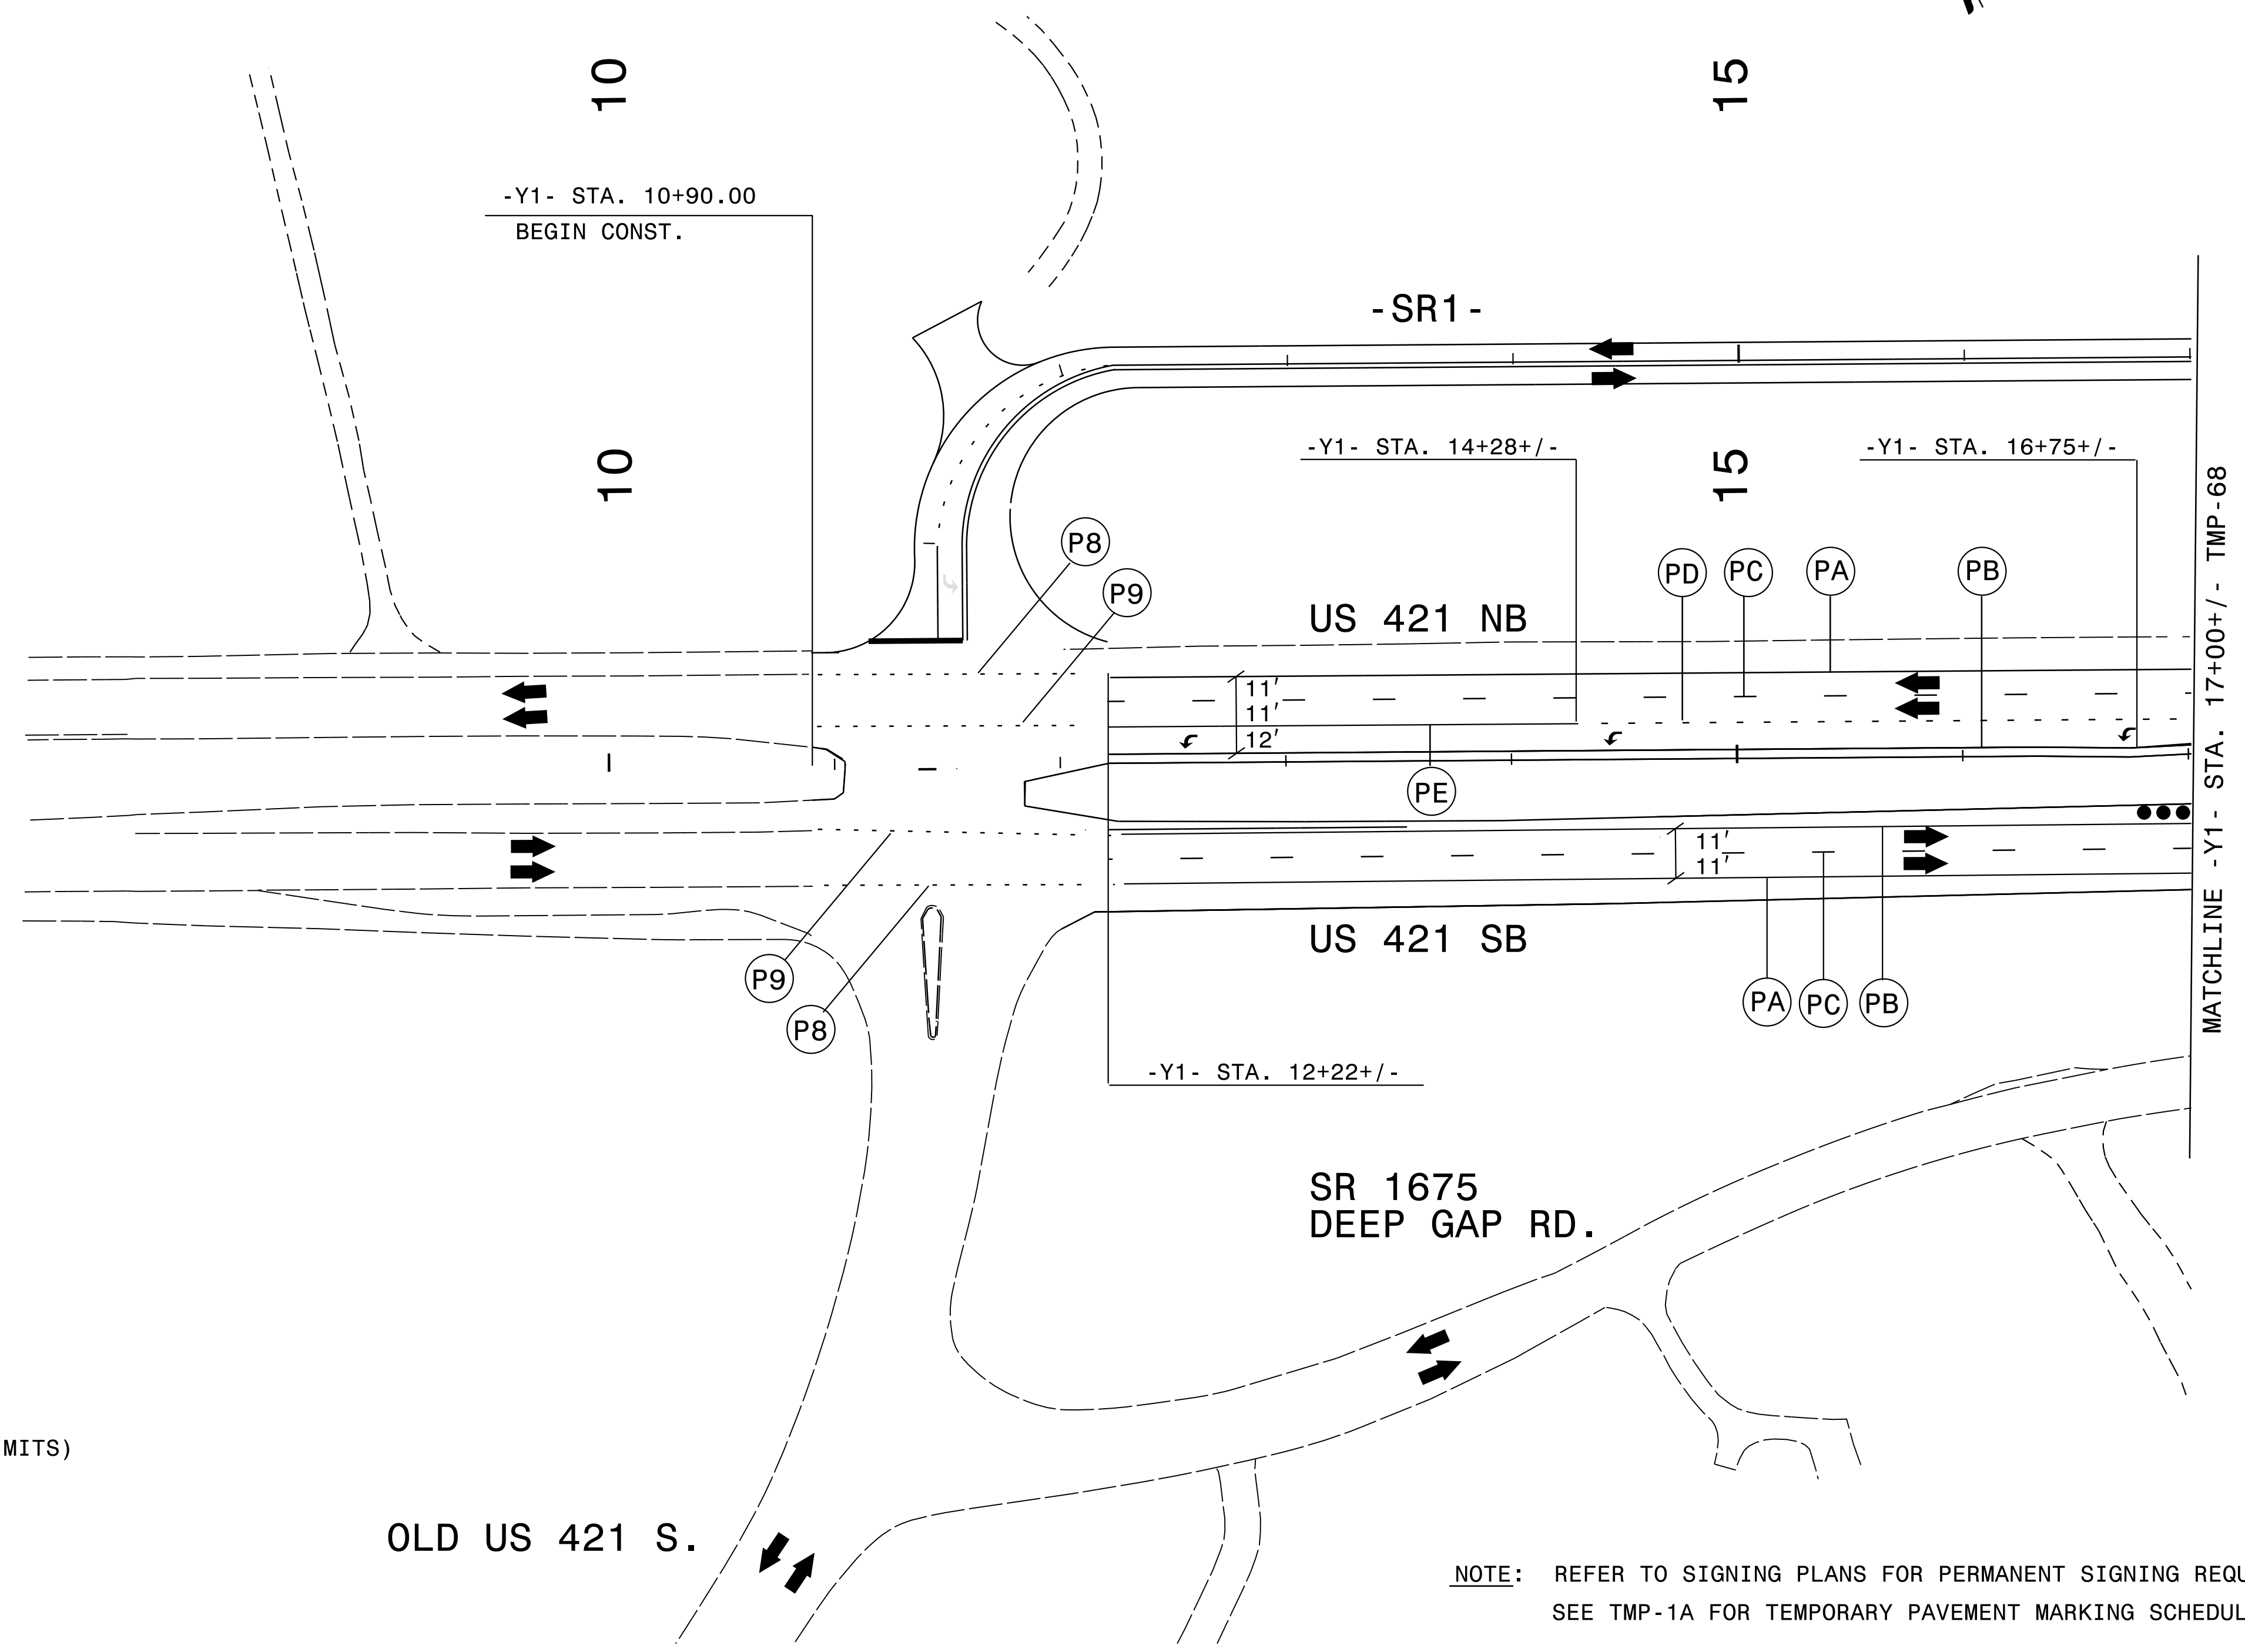 10
15
-Y1- STA. 10+90.00
BEGIN CONST.
-SR1-
-Y1- STA. 14+28+/-
-Y1- STA. 16+75+/-
10
15
P8
P9
PD
PC
PA
PB
US 421 NB
11'
11'
12'
PE
11'
11'
US 421 SB
P9
P8
PA
PC
PB
-Y1- STA. 12+22+/-
MATCHLINE -Y1- STA. 17+00+/- TMP-68
SR 1675
DEEP GAP RD.
MITS)
OLD US 421 S.
NOTE: REFER TO SIGNING PLANS FOR PERMANENT SIGNING REQU
SEE TMP-1A FOR TEMPORARY PAVEMENT MARKING SCHEDUL